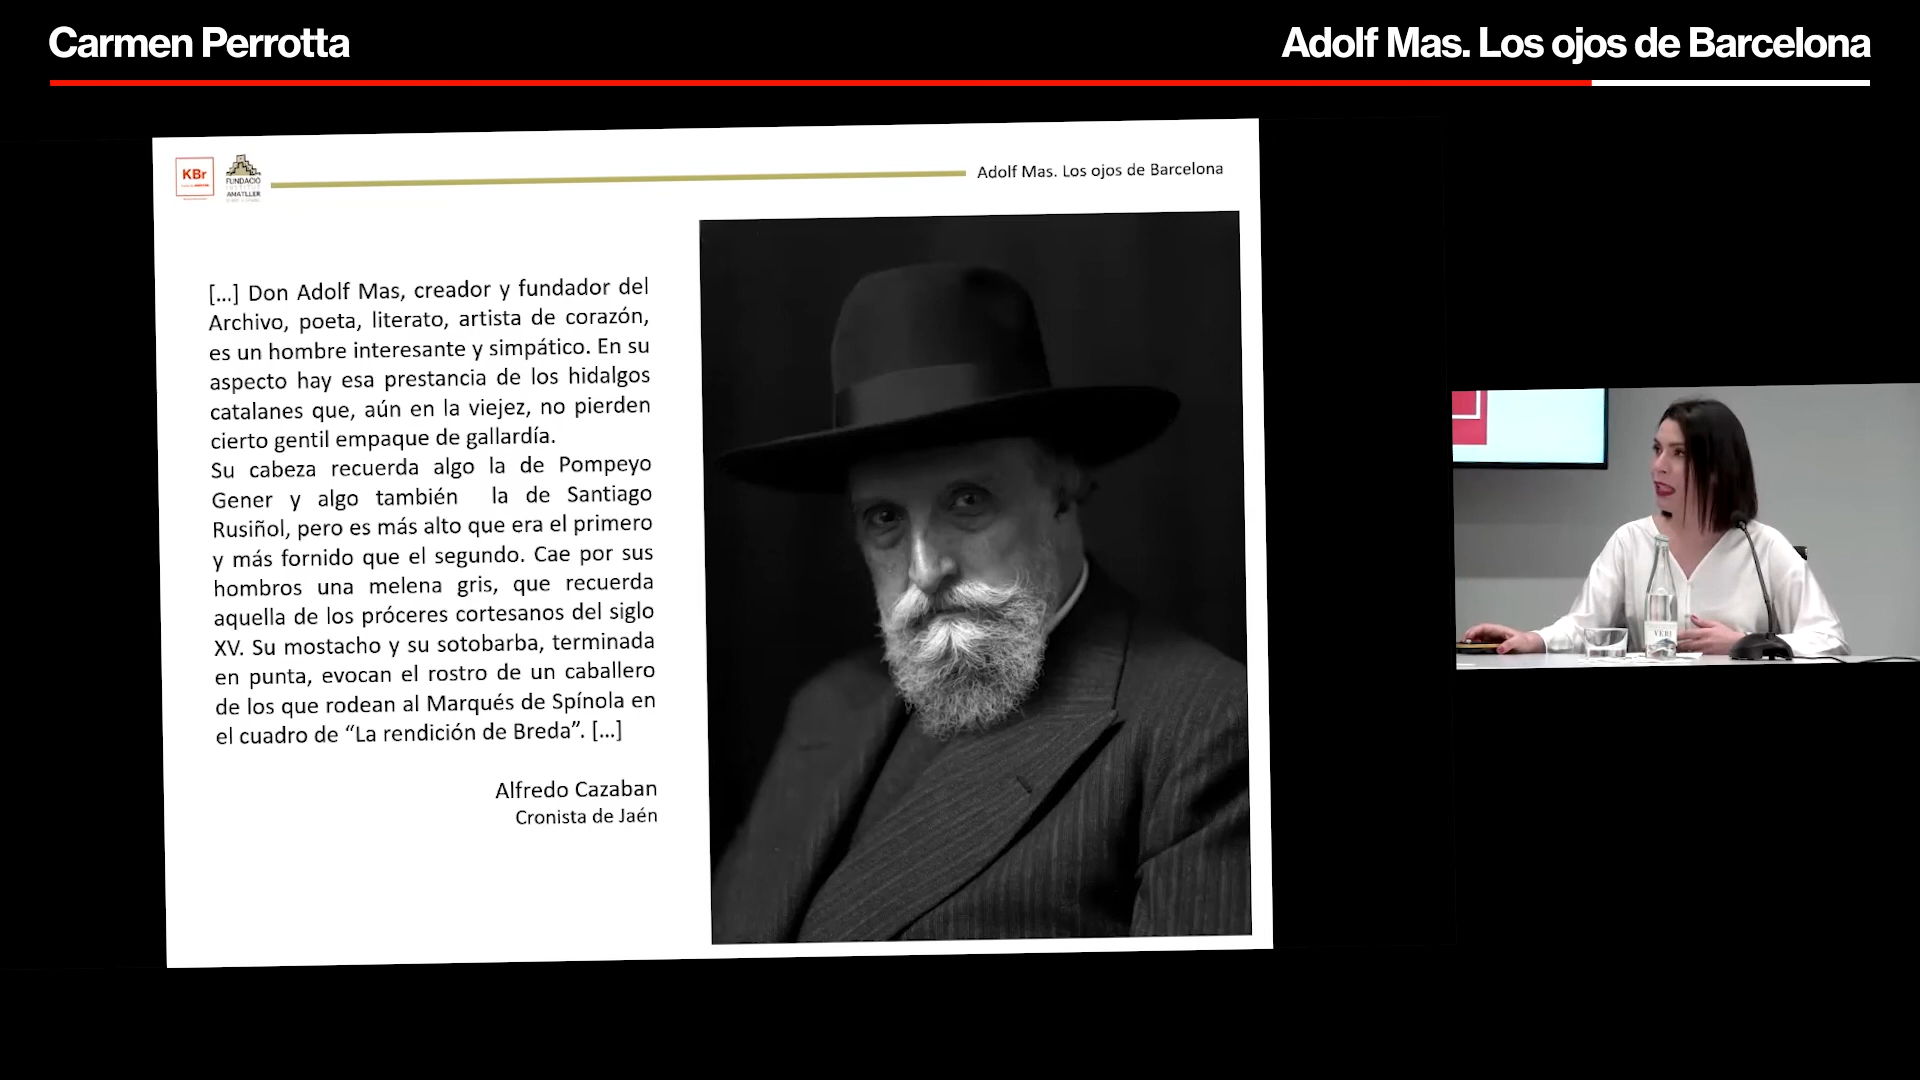 Carmen Perrotta
Adolf Mas. Los ojos de Barcelona
KBr
FUNDACIÓ
INSTITUT
AMATLLER
Adolf Mas. Los ojos de Barcelona
[...] Don Adolf Mas, creador y fundador del
Archivo, poeta, literato, artista de corazón,
es un hombre interesante y simpático. En su
aspecto hay esa prestancia de los hidalgos
catalanes que, aún en la viejez, no pierden
cierto gentil empaque de gallardía.
Su cabeza recuerda algo la de Pompeyo
Gener y algo también la de Santiago
Rusiñol, pero es más alto que era el primero
y más fornido que el segundo. Cae por sus
hombros una melena gris, que recuerda
aquella de los próceres cortesanos del siglo
XV. Su mostacho y su sotobarba, terminada
en punta, evocan el rostro de un caballero
de los que rodean al Marqués de Spínola en
el cuadro de “La rendición de Breda”. [...]
Alfredo Cazaban
Cronista de Jaén
VERI